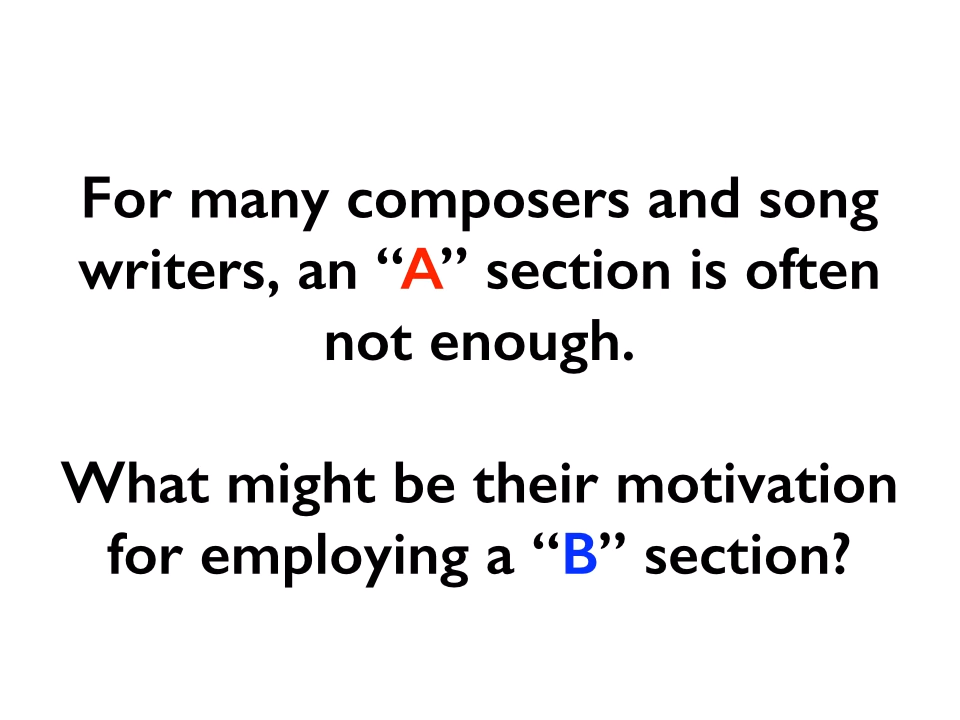 For many composers and song
writers, an “A” section is often
not enough.
What might be their motivation
for employing a “B” section?